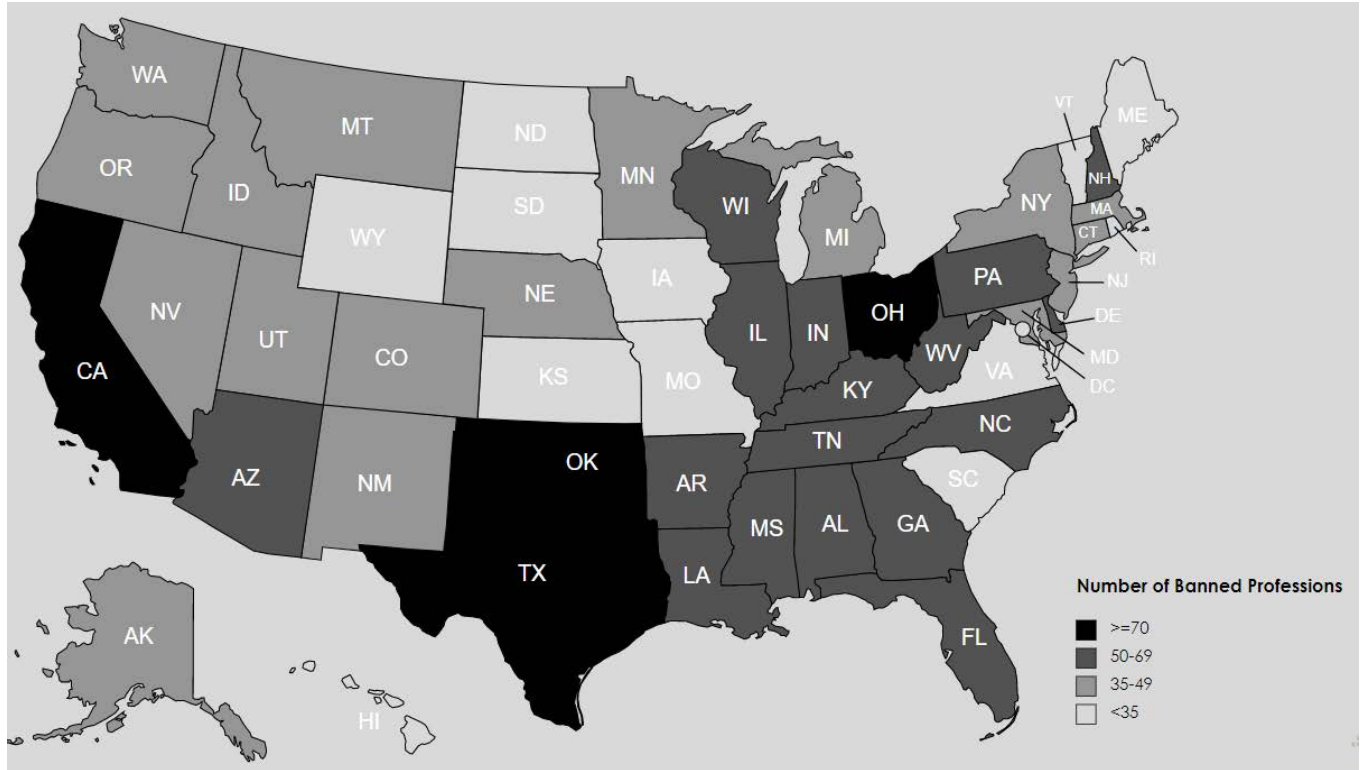 WA
MT
ND
MN
VT
ME
OR
ID
SD
WI
NH
NY
MA
WY
MI
CT
RI
IA
NE
PA
NJ
NV
OH
UT
IL
IN
DE
CO
WV
MD
CA
KS
MO
VA
DC
KY
NC
TN
OK
AZ
NM
AR
SC
MS
AL
GA
TX
LA
AK
FL
HI
Number of Banned Professions
>=70
50-69
35-49
<35